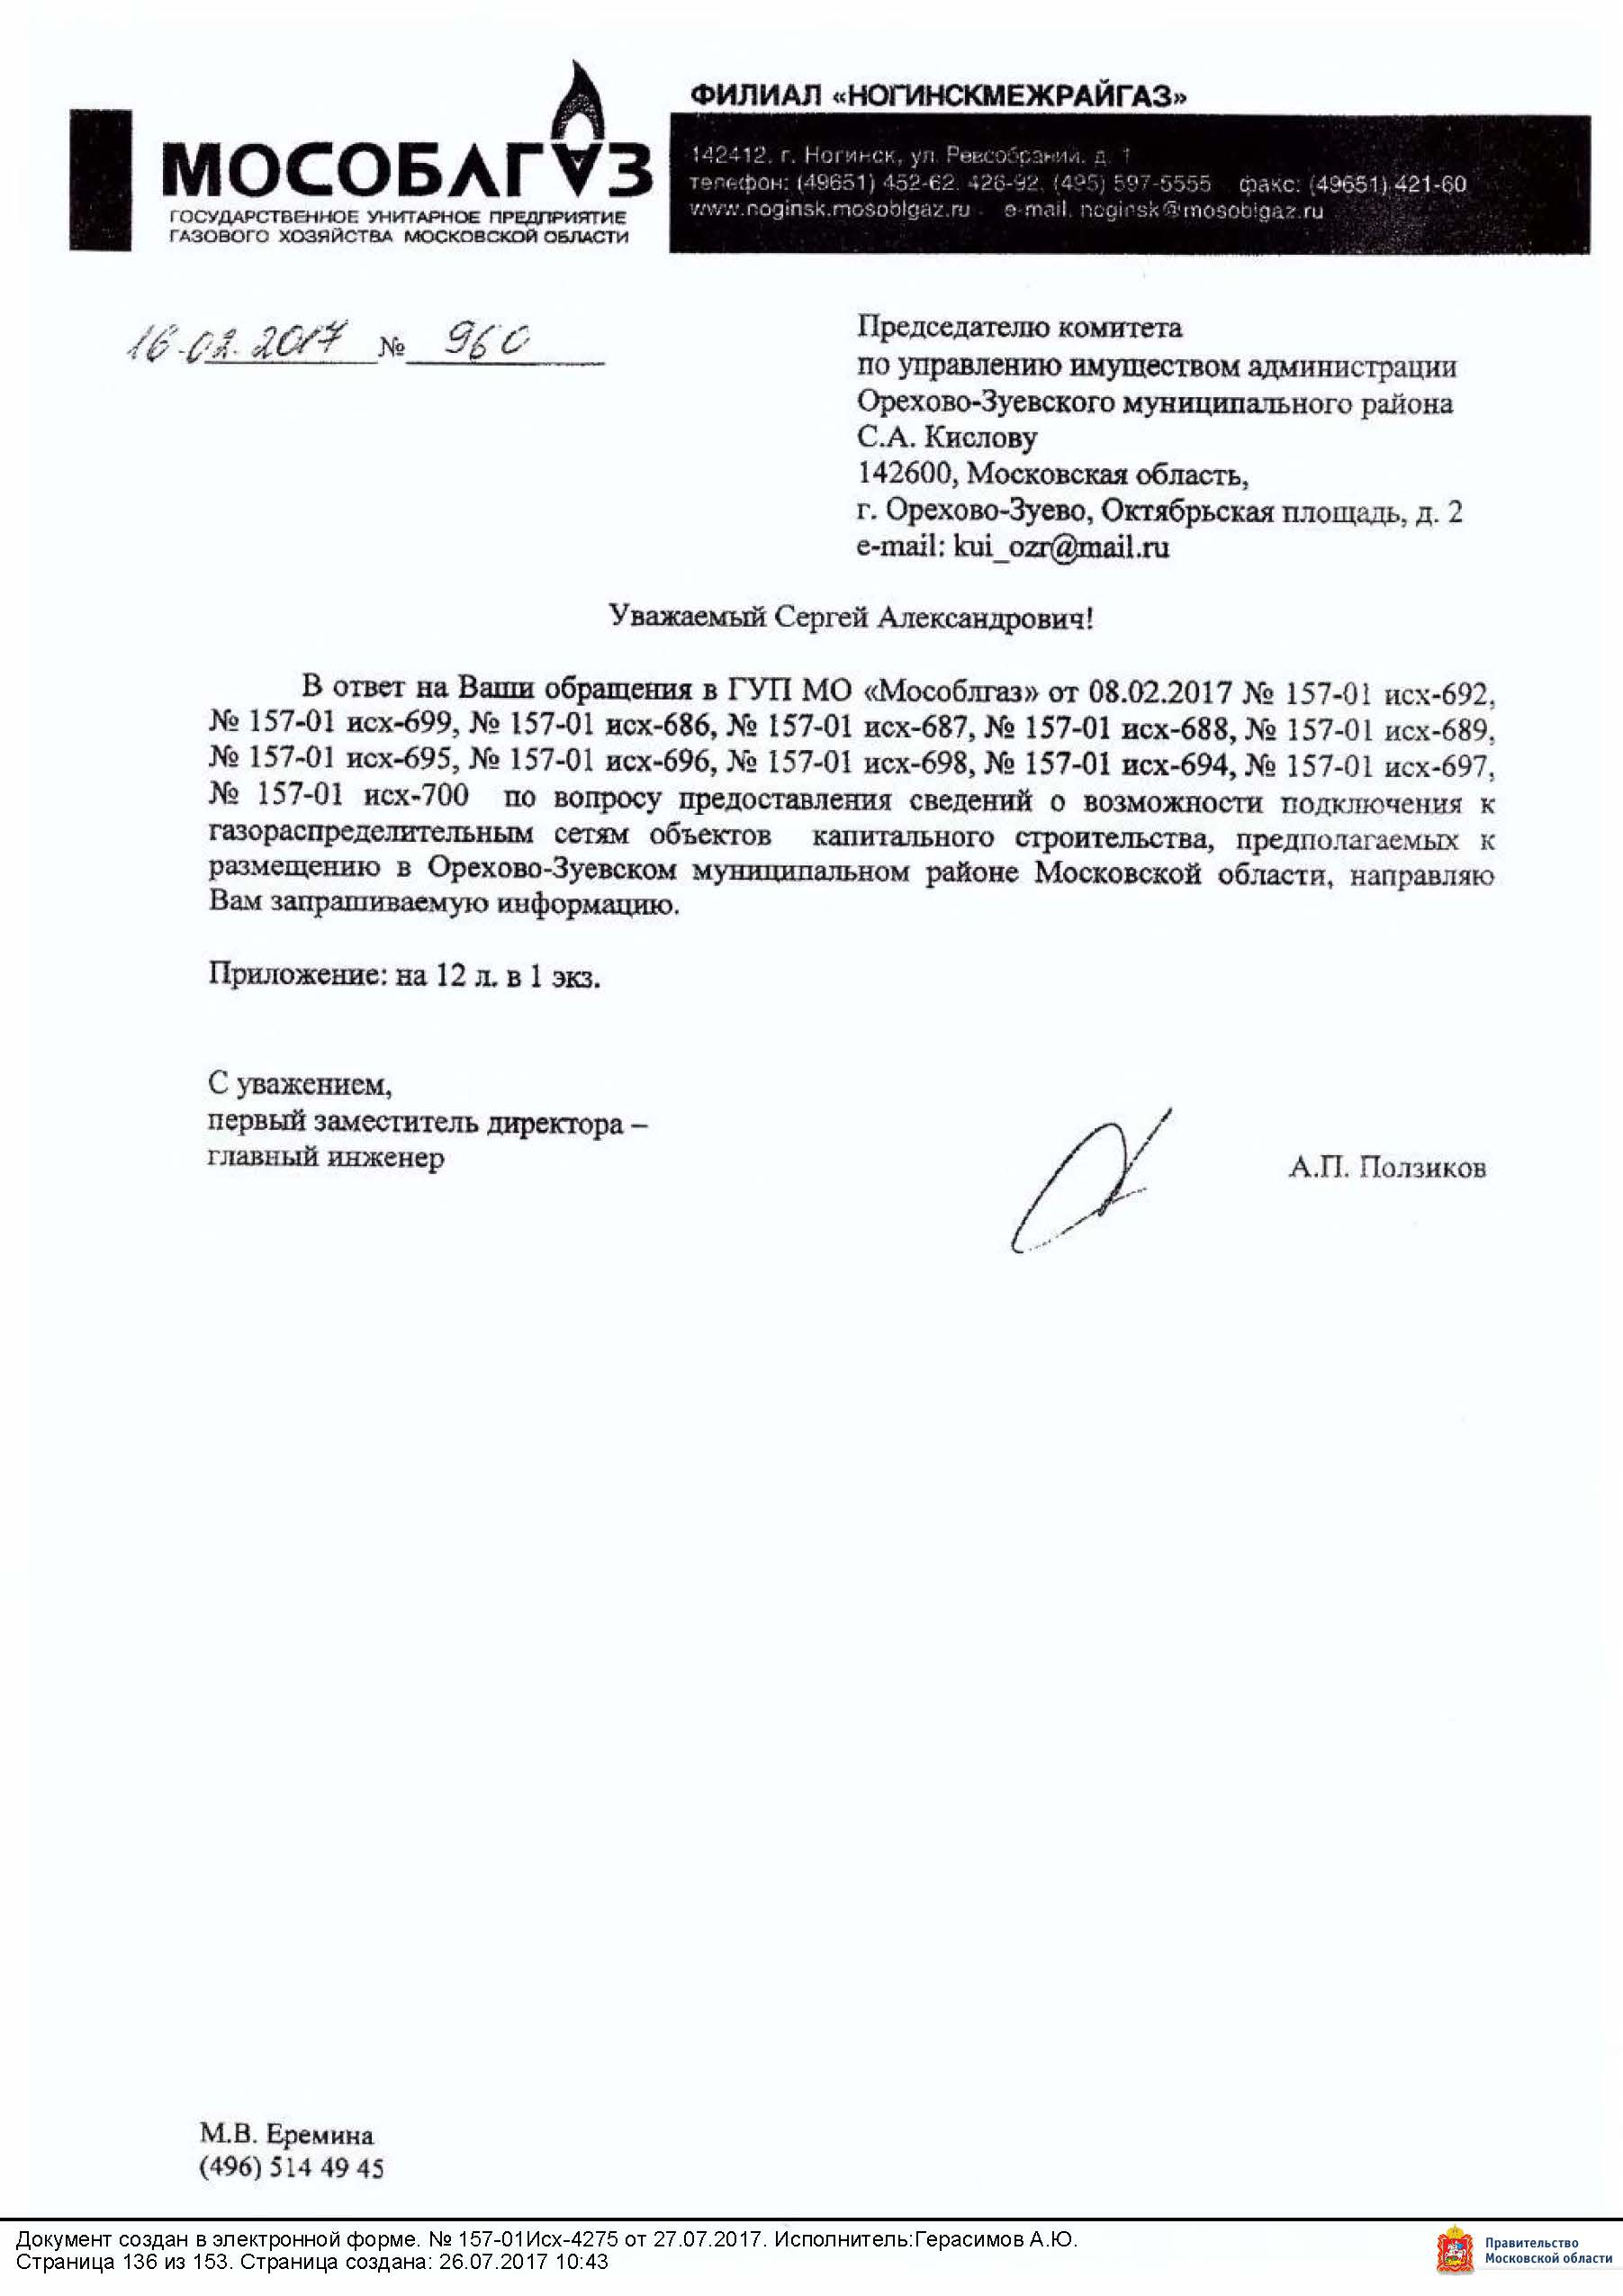 ФИЛИАЛ «НОГИНСКМЕЖРАЙГАЗ»
МОСОБЛГАЗ
ГОСУДАРСТВЕННОЕ УНИТАРНОЕ ПРЕДПРИЯТИЕ
ГАЗОВОГО ХОЗЯЙСТВА МОСКОВСКОЙ ОБЛАСТИ
142412, г. Ногинск, ул. Ревсобраний, д. 1
телефон: (49651) 452-62, 426-92, (495) 597-5555 факс: (49651) 421-60
www.noginsk.mosoblgaz.ru e-mail. noginsk@mosoblgaz.ru
16.02.2017 № 960
Председателю комитета
по управлению имуществом администрации
Орехово-Зуевского муниципального района
С.А. Кислову
142600, Московская область,
г. Орехово-Зуево, Октябрьская площадь, д. 2
e-mail: kui_ozr@mail.ru
Уважаемый Сергей Александрович!
В ответ на Ваши обращения в ГУП МО «Мособлгаз» от 08.02.2017 № 157-01 исх-692,
№ 157-01 исх-699, № 157-01 исх-686, № 157-01 исх-687, № 157-01 исх-688, № 157-01 исх-689,
№ 157-01 исх-695, № 157-01 исх-696, № 157-01 исх-698, № 157-01 исх-694, № 157-01 исх-697,
№ 157-01 исх-700 по вопросу предоставления сведений о возможности подключения к
газораспределительным сетям объектов капитального строительства, предполагаемых к
размещению в Орехово-Зуевском муниципальном районе Московской области, направляю
Вам запрашиваемую информацию.
Приложение: на 12 л. в 1 экз.
С уважением,
первый заместитель директора –
главный инженер
А.П. Ползиков
М.В. Еремина
(496) 514 49 45
Документ создан в электронной форме. № 157-01Исх-4275 от 27.07.2017. Исполнитель:Герасимов А.Ю.
Страница 136 из 153. Страница создана: 26.07.2017 10:43
Правительство
Московской области